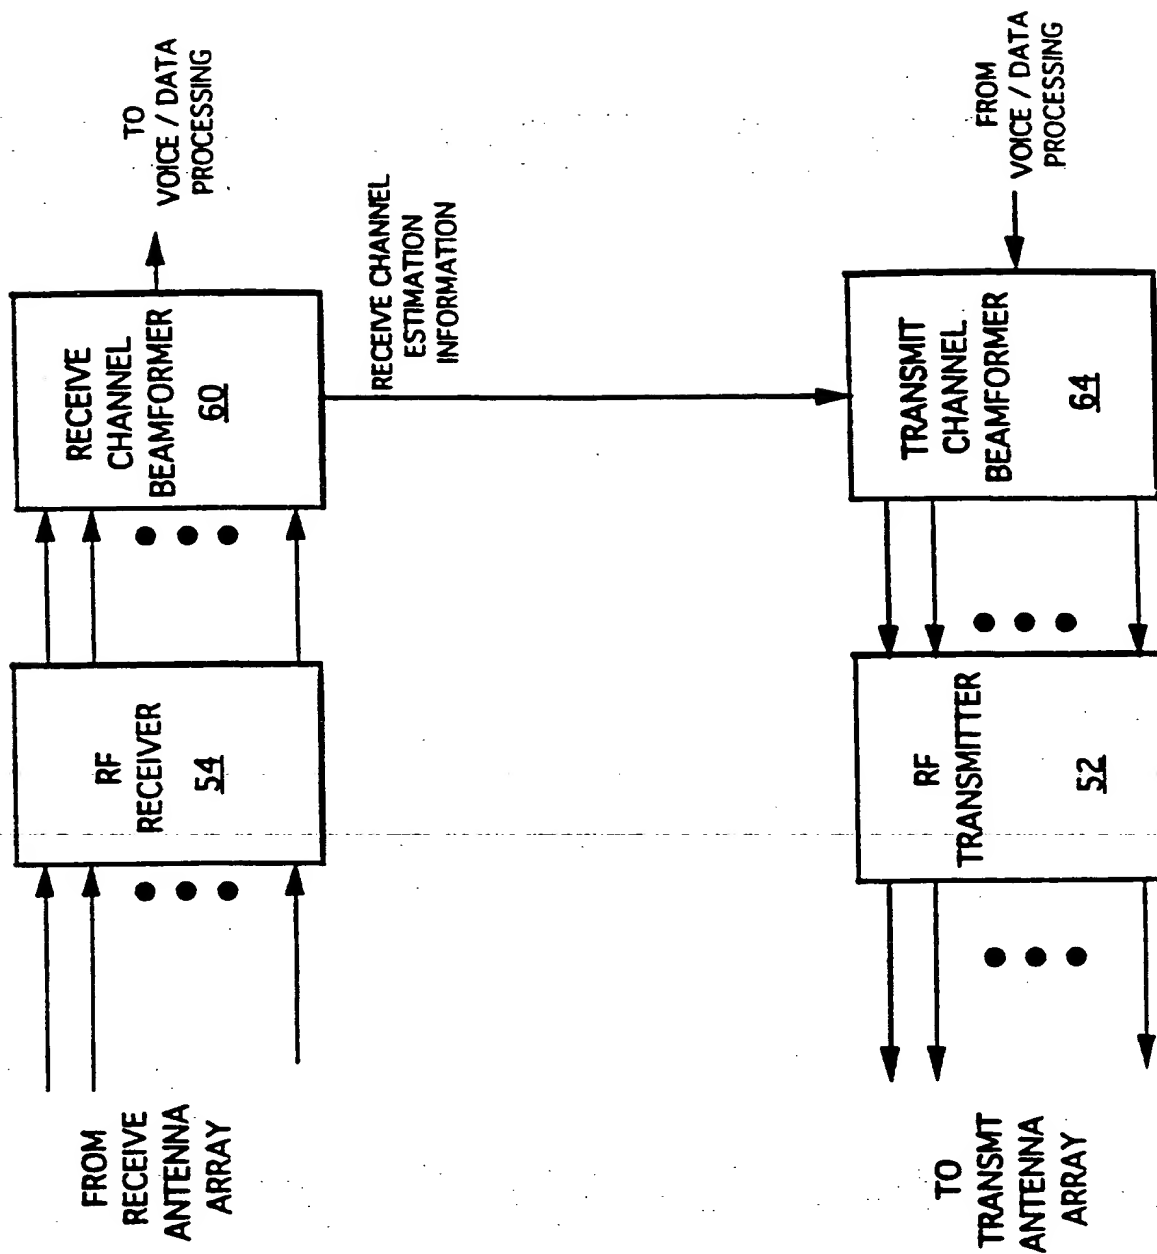 FROM
RECEIVE
ANTENNA
ARRAY
RF
RECEIVER
54
RECEIVE
CHANNEL
BEAMFORMER
60
TO
VOICE / DATA
PROCESSING
RECEIVE CHANNEL
ESTIMATION
INFORMATION
TO
TRANSMT
ANTENNA
ARRAY
RF
TRANSMITTER
52
TRANSMIT
CHANNEL
BEAMFORMER
64
FROM
VOICE / DATA
PROCESSING